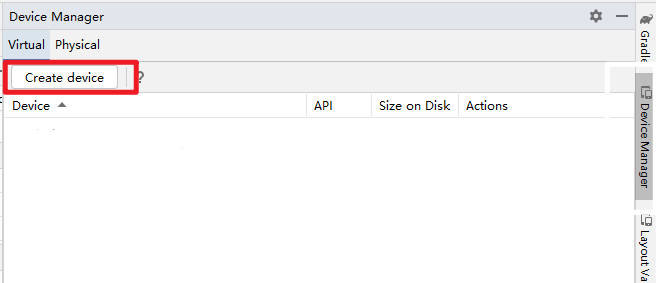 Device Manager
Virtual Physical
Create device ?
Device API Size on Disk Actions
Gradle
Device Manager
Layout Va